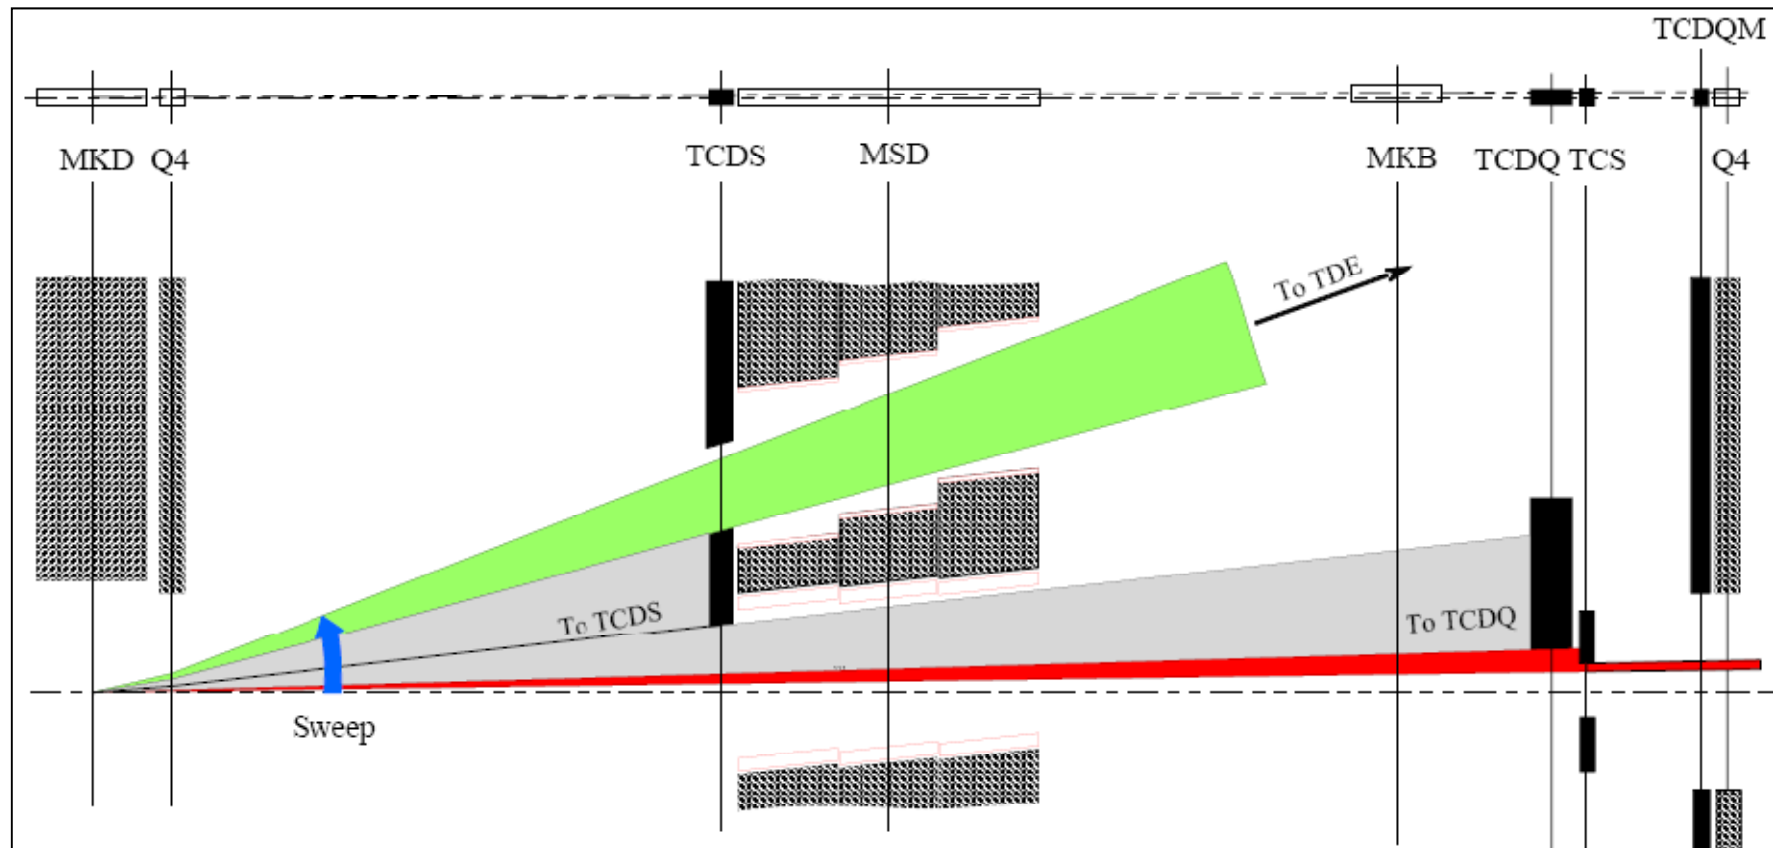 TCDQM
MKD Q4 TCDS MSD MKB TCDQ TCS Q4
To TDE
To TCDS
To TCDQ
Sweep